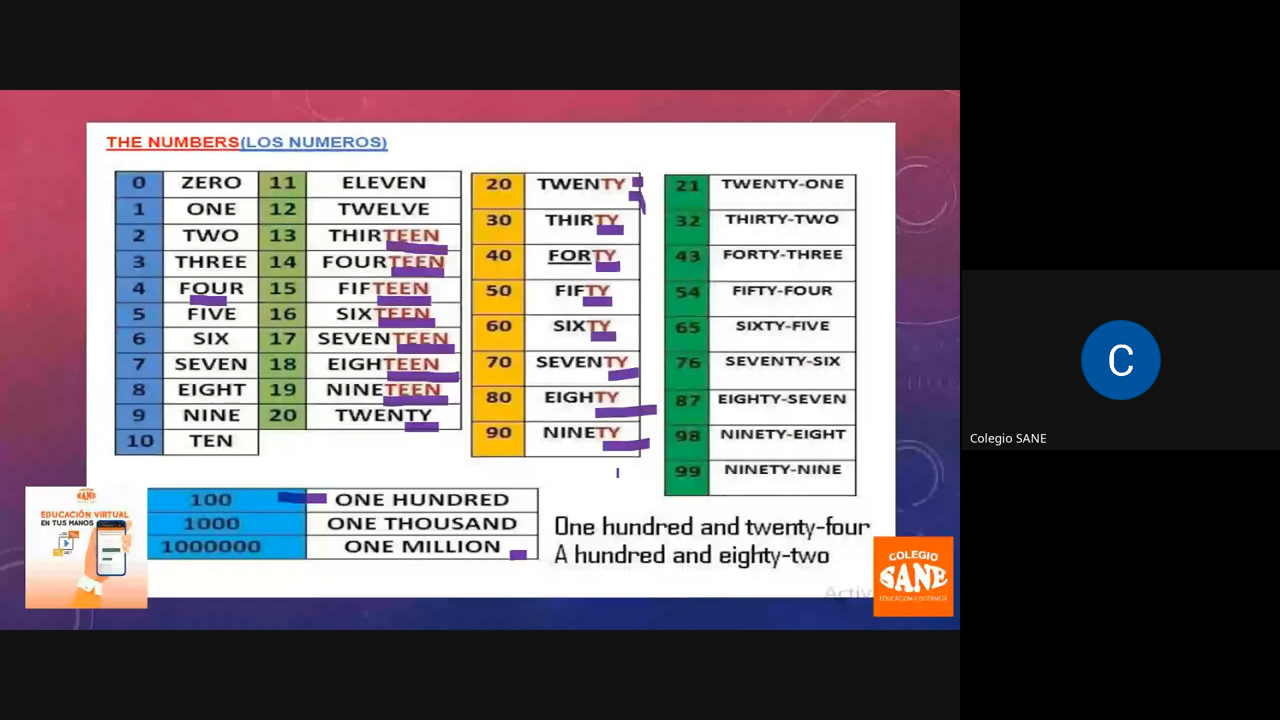 THE NUMBERS(LOS NUMEROS)
0 ZERO 11 ELEVEN
1 ONE 12 TWELVE
2 TWO 13 THIRTEEN
3 THREE 14 FOURTEEN
4 FOUR 15 FIFTEEN
5 FIVE 16 SIXTEEN
6 SIX 17 SEVENTEEN
7 SEVEN 18 EIGHTEEN
8 EIGHT 19 NINETEEN
9 NINE 20 TWENTY
10 TEN
20 TWENTY
30 THIRTY
40 FORTY
50 FIFTY
60 SIXTY
70 SEVENTY
80 EIGHTY
90 NINETY
21 TWENTY-ONE
32 THIRTY-TWO
43 FORTY-THREE
54 FIFTY-FOUR
65 SIXTY-FIVE
76 SEVENTY-SIX
87 EIGHTY-SEVEN
98 NINETY-EIGHT
99 NINETY-NINE
100 ONE HUNDRED
1000 ONE THOUSAND
1000000 ONE MILLION
One hundred and twenty-four
A hundred and eighty-two
SANE
EDUCACIÓN VIRTUAL
EN TUS MANOS
Activ
COLEGIO
SANE
EDUCACIÓN A DISTANCIA
C
Colegio SANE